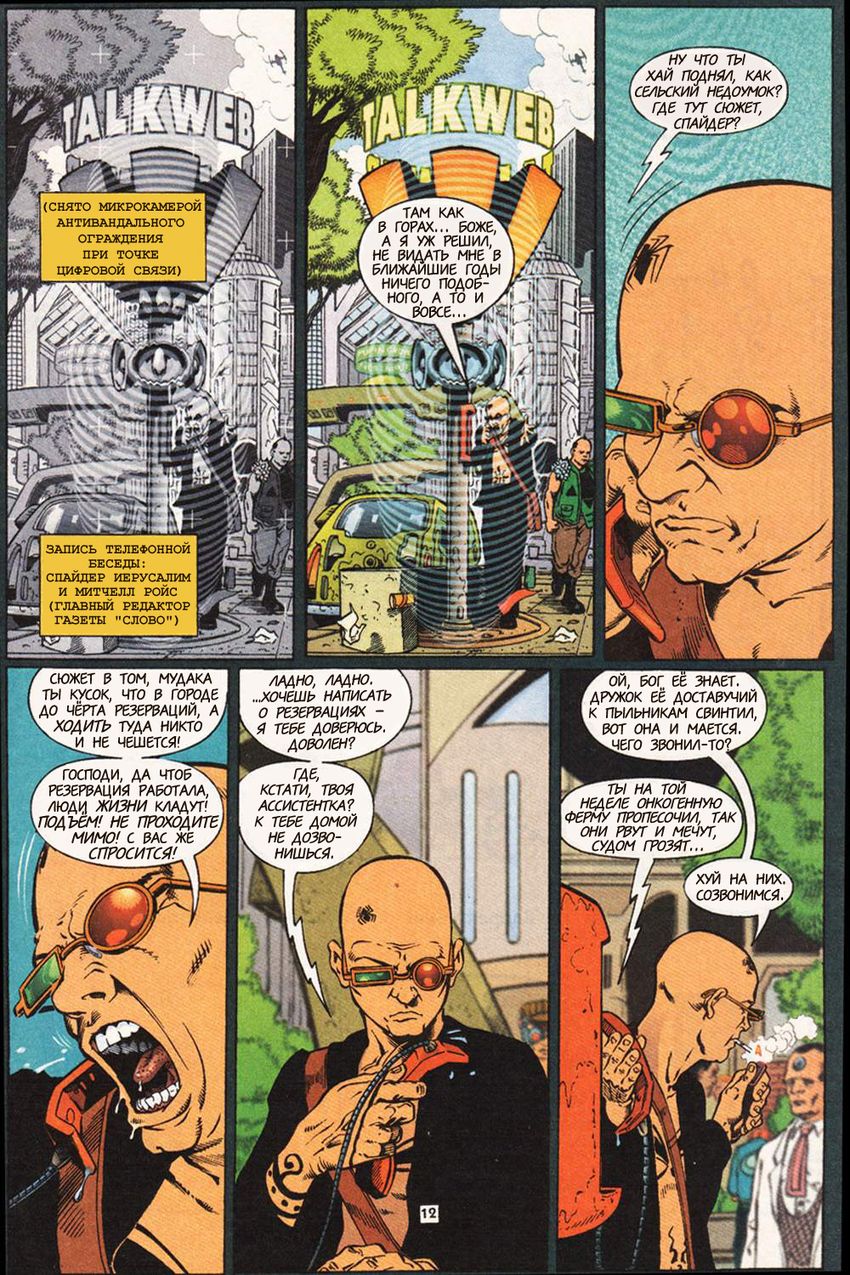 TALKWEB
(СНЯТО МИКРОКАМЕРОЙ
АНТИВАНДАЛЬНОГО
ОГРАЖДЕНИЯ
ПРИ ТОЧКЕ
ЦИФРОВОЙ СВЯЗИ)
ЗАПИСЬ ТЕЛЕФОННОЙ
БЕСЕДЫ:
СПАЙДЕР ИЕРУСАЛИМ
И МИТЧЕЛЛ РОЙС
(ГЛАВНЫЙ РЕДАКТОР
ГАЗЕТЫ "СЛОВО")
TALKWEB
ТАМ КАК
В ГОРАХ... БОЖЕ,
А Я УЖ РЕШИЛ,
НЕ ВИДАТЬ МНЕ В
БЛИЖАЙШИЕ ГОДЫ
НИЧЕГО ПОДОБ-
НОГО, А ТО И
ВОВСЕ...
НУ ЧТО ТЫ
ХАЙ ПОДНЯЛ, КАК
СЕЛЬСКИЙ НЕДОУМОК?
ГДЕ ТУТ СЮЖЕТ,
СПАЙДЕР?
СЮЖЕТ В ТОМ, МУДАКА
ТЫ КУСОК, ЧТО В ГОРОДЕ
ДО ЧЁРТА РЕЗЕРВАЦИЙ, А
ХОДИТЬ ТУДА НИКТО
И НЕ ЧЕШЕТСЯ!
ГОСПОДИ, ДА ЧТОБ
РЕЗЕРВАЦИЯ РАБОТАЛА,
ЛЮДИ ЖИЗНИ КЛАДУТ!
ПОДЪЁМ! НЕ ПРОХОДИТЕ
МИМО! С ВАС ЖЕ
СПРОСИТСЯ!
ЛАДНО, ЛАДНО.
...ХОЧЕШЬ НАПИСАТЬ
О РЕЗЕРВАЦИЯХ –
Я ТЕБЕ ДОВЕРЮСЬ.
ДОВОЛЕН?
ГДЕ,
КСТАТИ, ТВОЯ
АССИСТЕНТКА?
К ТЕБЕ ДОМОЙ
НЕ ДОЗВО-
НИШЬСЯ.
ОЙ, БОГ ЕЁ ЗНАЕТ.
ДРУЖОК ЕЁ ДОСТАВУЧИЙ
К ПЫЛЬНИКАМ СВИНТИЛ,
ВОТ ОНА И МАЕТСЯ.
ЧЕГО ЗВОНИЛ-ТО?
ТЫ НА ТОЙ
НЕДЕЛЕ ОНКОГЕННУЮ
ФЕРМУ ПРОПЕСОЧИЛ, ТАК
ОНИ РВУТ И МЕЧУТ,
СУДОМ ГРОЗЯТ...
ХУЙ НА НИХ.
СОЗВОНИМСЯ.
12